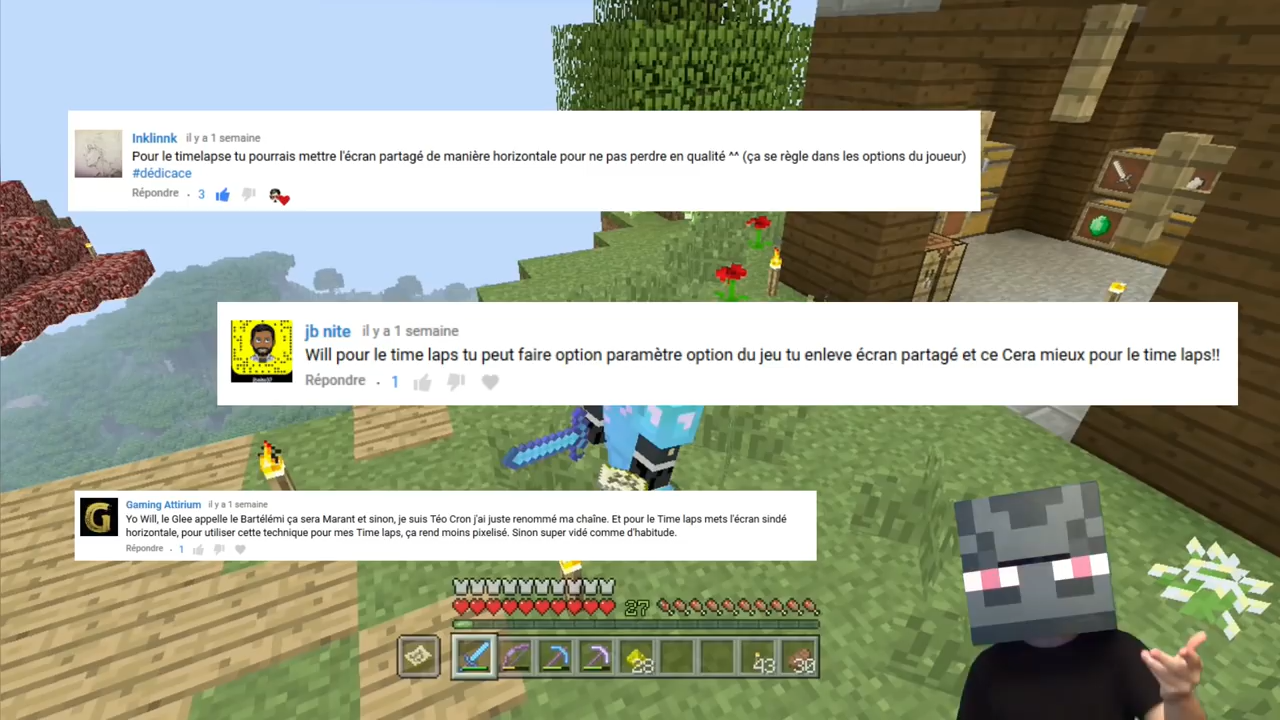 Inklinnk il y a 1 semaine
Pour le timelapse tu pourrais mettre l'écran partagé de manière horizontale pour ne pas perdre en qualité ^^ (ça se règle dans les options du joueur)
#dédicace
Répondre . 3
jb nite il y a 1 semaine
Will pour le time laps tu peut faire option paramètre option du jeu tu enleve écran partagé et ce Cera mieux pour le time laps!!
Répondre . 1
G
Gaming Attirium il y a 1 semaine
Yo Will, le Glee appelle le Bartélémi ça sera Marant et sinon, je suis Téo Cron j'ai juste renommé ma chaîne. Et pour le Time laps mets l'écran sindé
horizontale, pour utiliser cette technique pour mes Time laps, ça rend moins pixelisé. Sinon super vidé comme d'habitude.
Répondre . 1
27
28 43 30